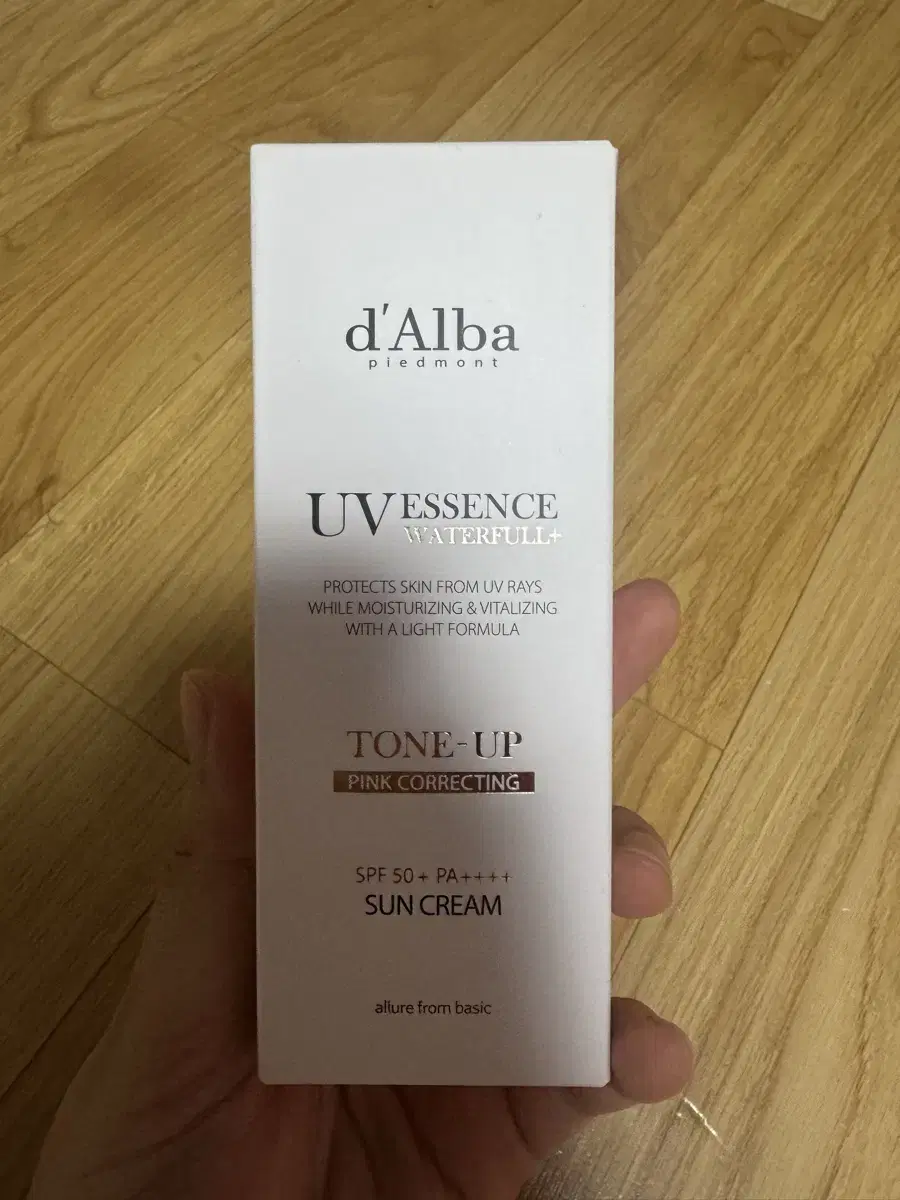 d'Alba
piedmont
UV ESSENCE
WATERFULL+
PROTECTS SKIN FROM UV RAYS
WHILE MOISTURIZING & VITALIZING
WITH A LIGHT FORMULA
TONE-UP
PINK CORRECTING
SPF 50+ PA++++
SUN CREAM
allure from basic